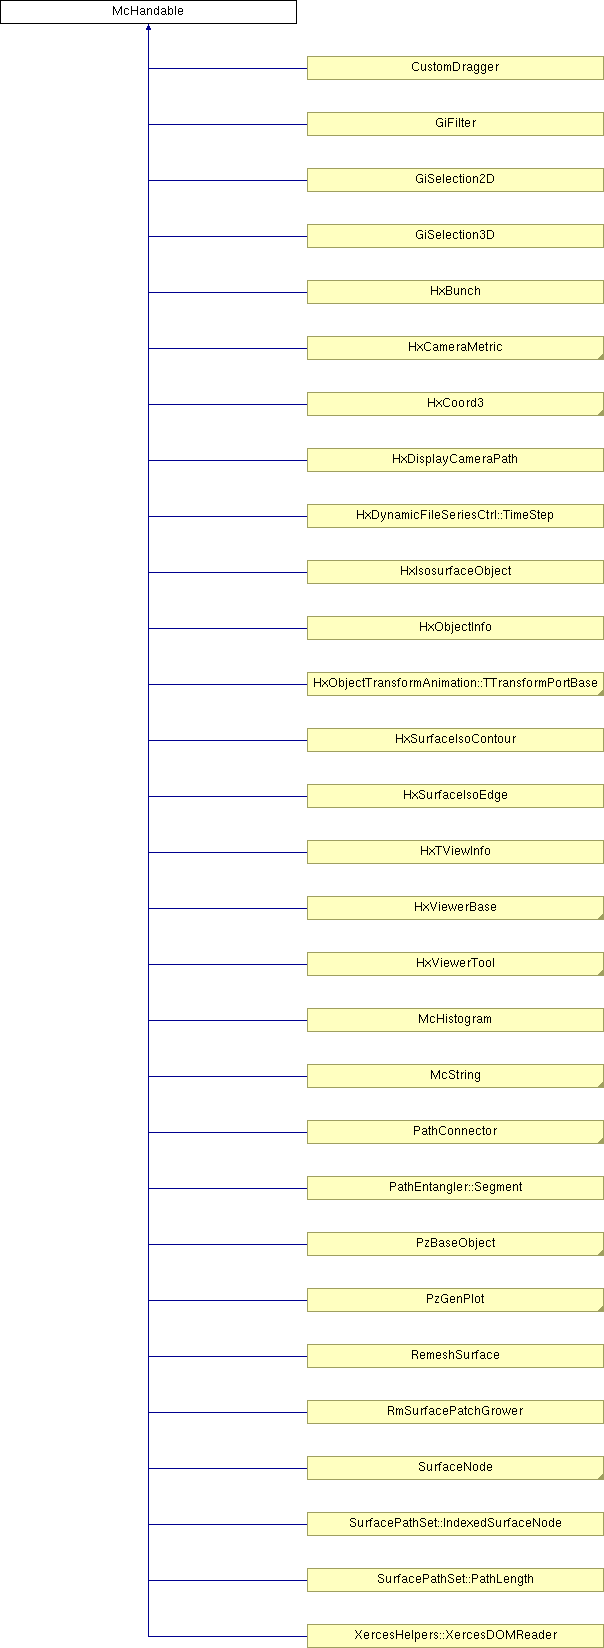 McHandable
CustomDragger
GiFilter
GiSelection2D
GiSelection3D
HxBunch
HxCameraMetric
HxCoord3
HxDisplayCameraPath
HxDynamicFileSeriesCtrl::TimeStep
HxIsosurfaceObject
HxObjectInfo
HxObjectTransformAnimation::TTransformPortBase
HxSurfaceIsoContour
HxSurfaceIsoEdge
HxTViewInfo
HxViewerBase
HxViewerTool
McHistogram
McString
PathConnector
PathEntangler::Segment
PzBaseObject
PzGenPlot
RemeshSurface
RmSurfacePatchGrower
SurfaceNode
SurfacePathSet::IndexedSurfaceNode
SurfacePathSet::PathLength
XercesHelpers::XercesDOMReader